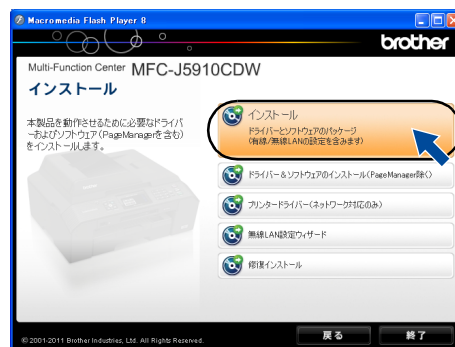 Macromedia Flash Player 8
brother
Multi-Function Center MFC-J5910CDW
インストール
本製品を動作させるために必要なドライバ
ーおよびソフトウェア(PageManagerを含む)
をインストールします。
インストール
ドライバーとソフトウェアのパッケージ
(有線/無線LANの設定を含みます)
ドライバー&ソフトウェアのインストール(PageManager除く)
プリンタードライバー(ネットワーク対応のみ)
無線LAN設定ウィザード
修復インストール
© 2001-2011 Brother Industries, Ltd. All Rights Reserved.
戻る
終了